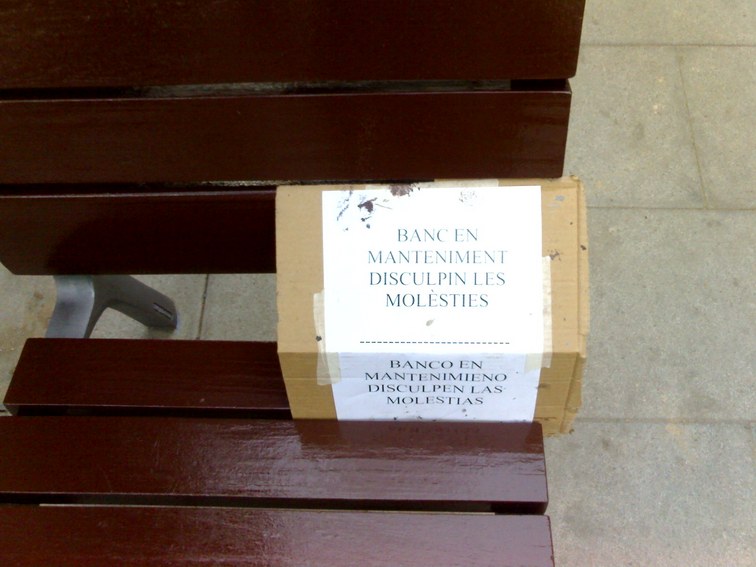 BANC EN
MANTENIMENT
DISCULPIN LES
MOLÈSTIES
---------------------------
BANCO EN
MANTENIMIENO
DISCULPEN LAS
MOLESTIAS